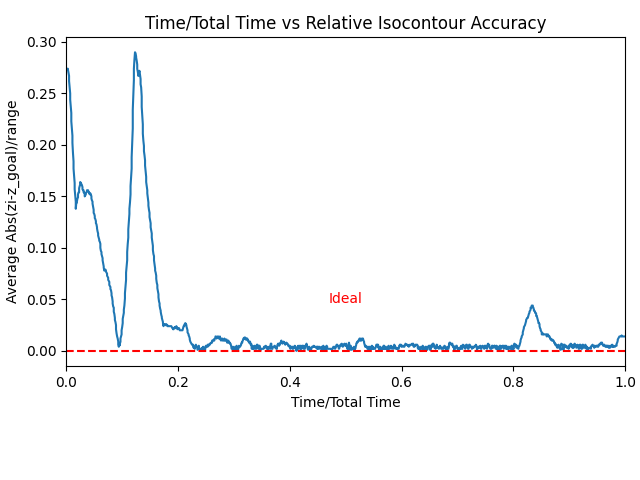 Time/Total Time vs Relative Isocontour Accuracy
Average Abs(zi-z_goal)/range
0.30
0.25
0.20
0.15
0.10
0.05
0.00
Ideal
0.0 0.2 0.4 0.6 0.8 1.0
Time/Total Time